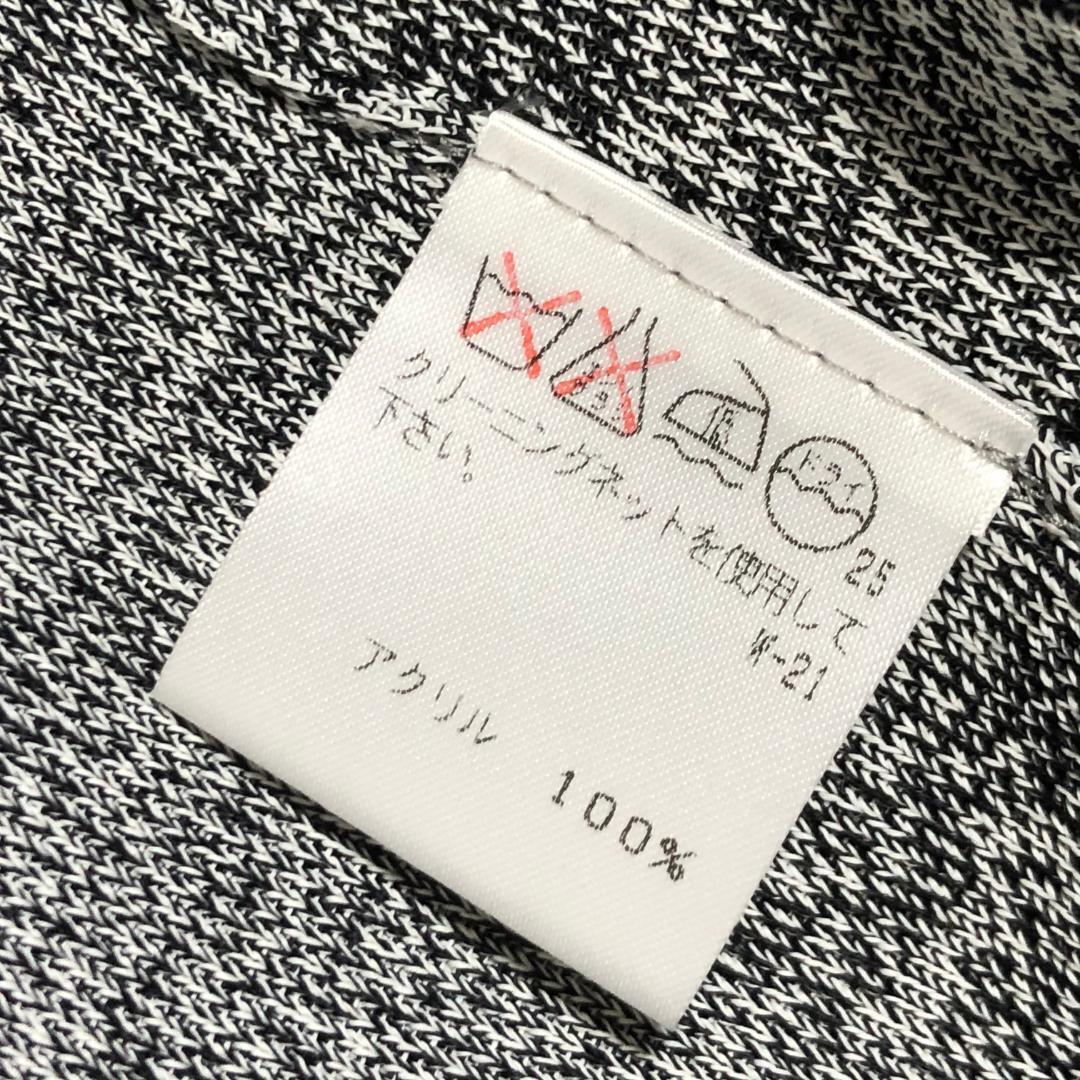 ドライ
25
クリーニングネットを使用して
下さい。
アクリル
100%